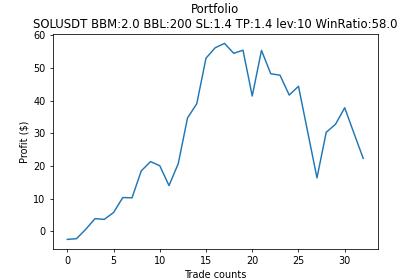 Portfolio
SOLUSDT BBM:2.0 BBL:200 SL:1.4 TP:1.4 lev:10 WinRatio:58.0
60
50
40
30
20
10
0
Profit ($)
0 5 10 15 20 25 30
Trade counts